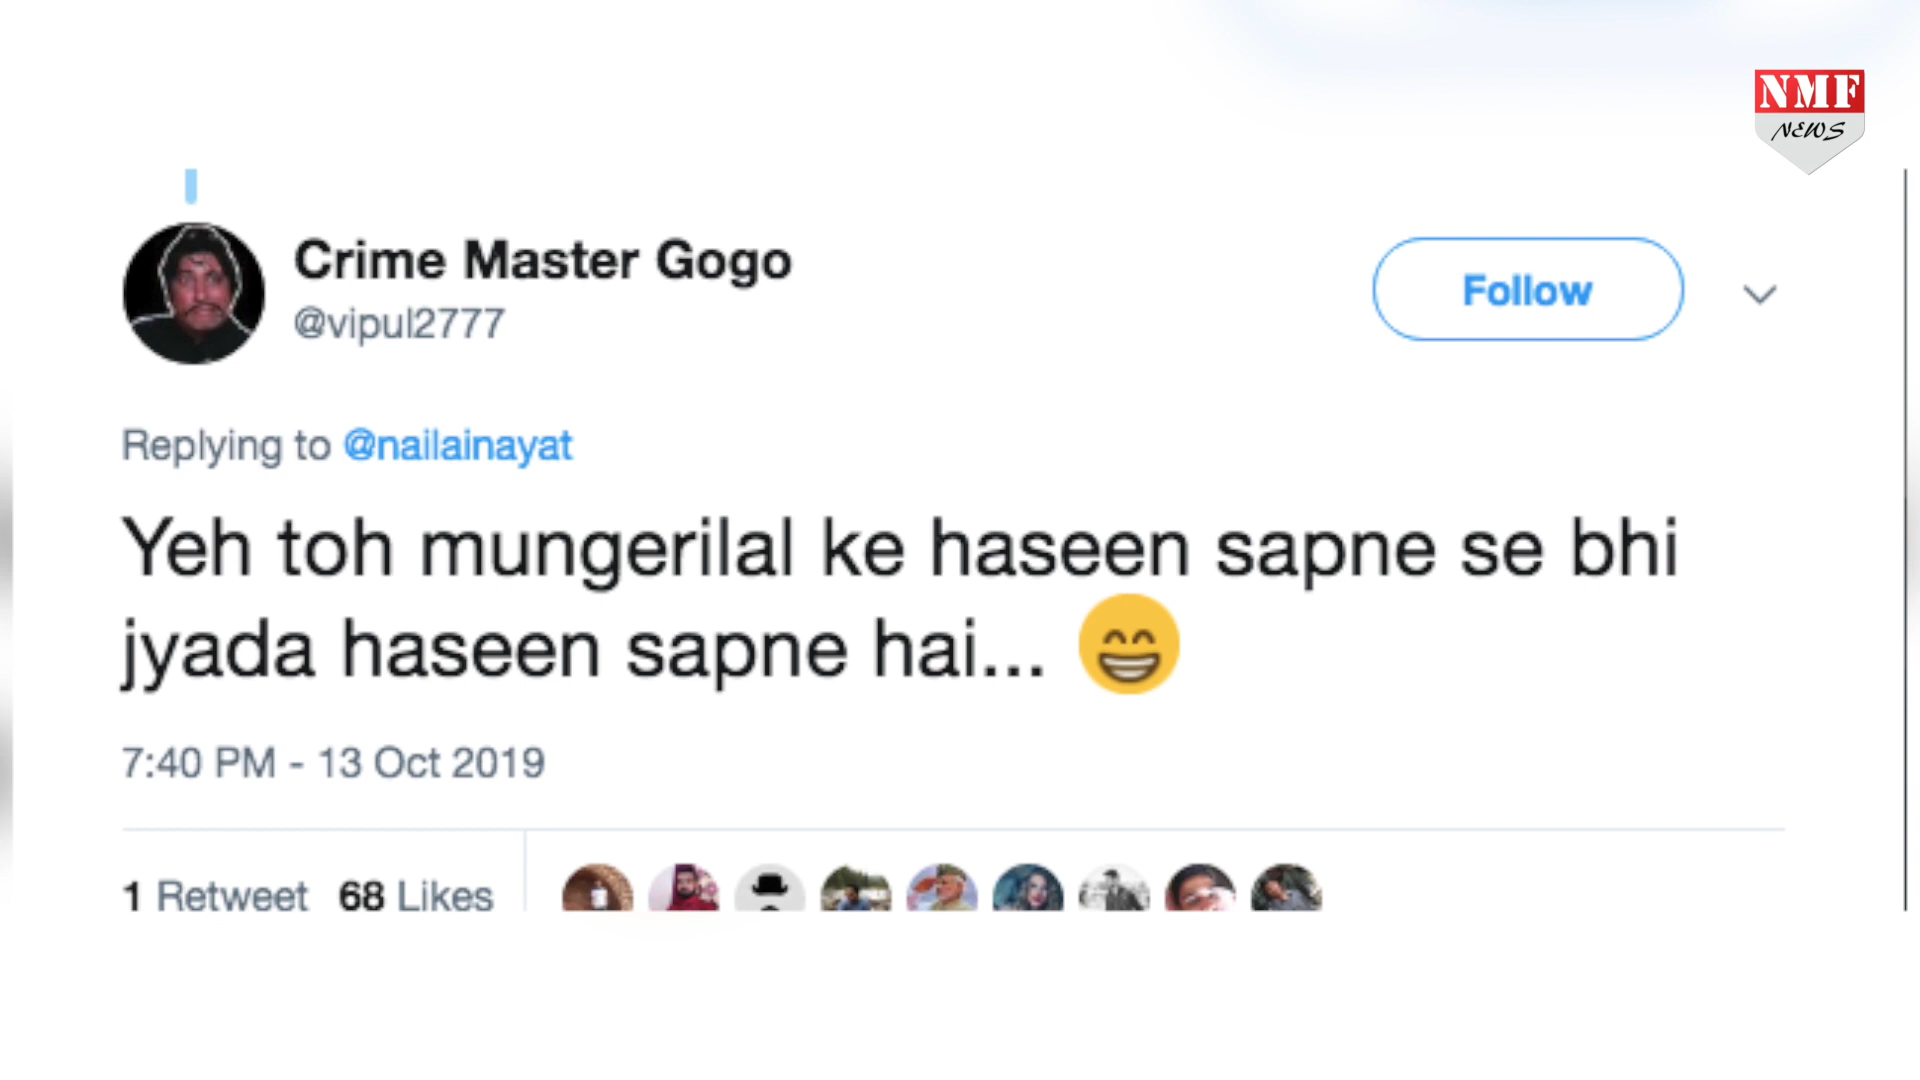 NMF
NEWS
Crime Master Gogo
@vipul2777
Follow
Replying to @nailainayat
Yeh toh mungerilal ke haseen sapne se bhi
jyada haseen sapne hai... 😁
7:40 PM - 13 Oct 2019
1 Retweet 68 Likes